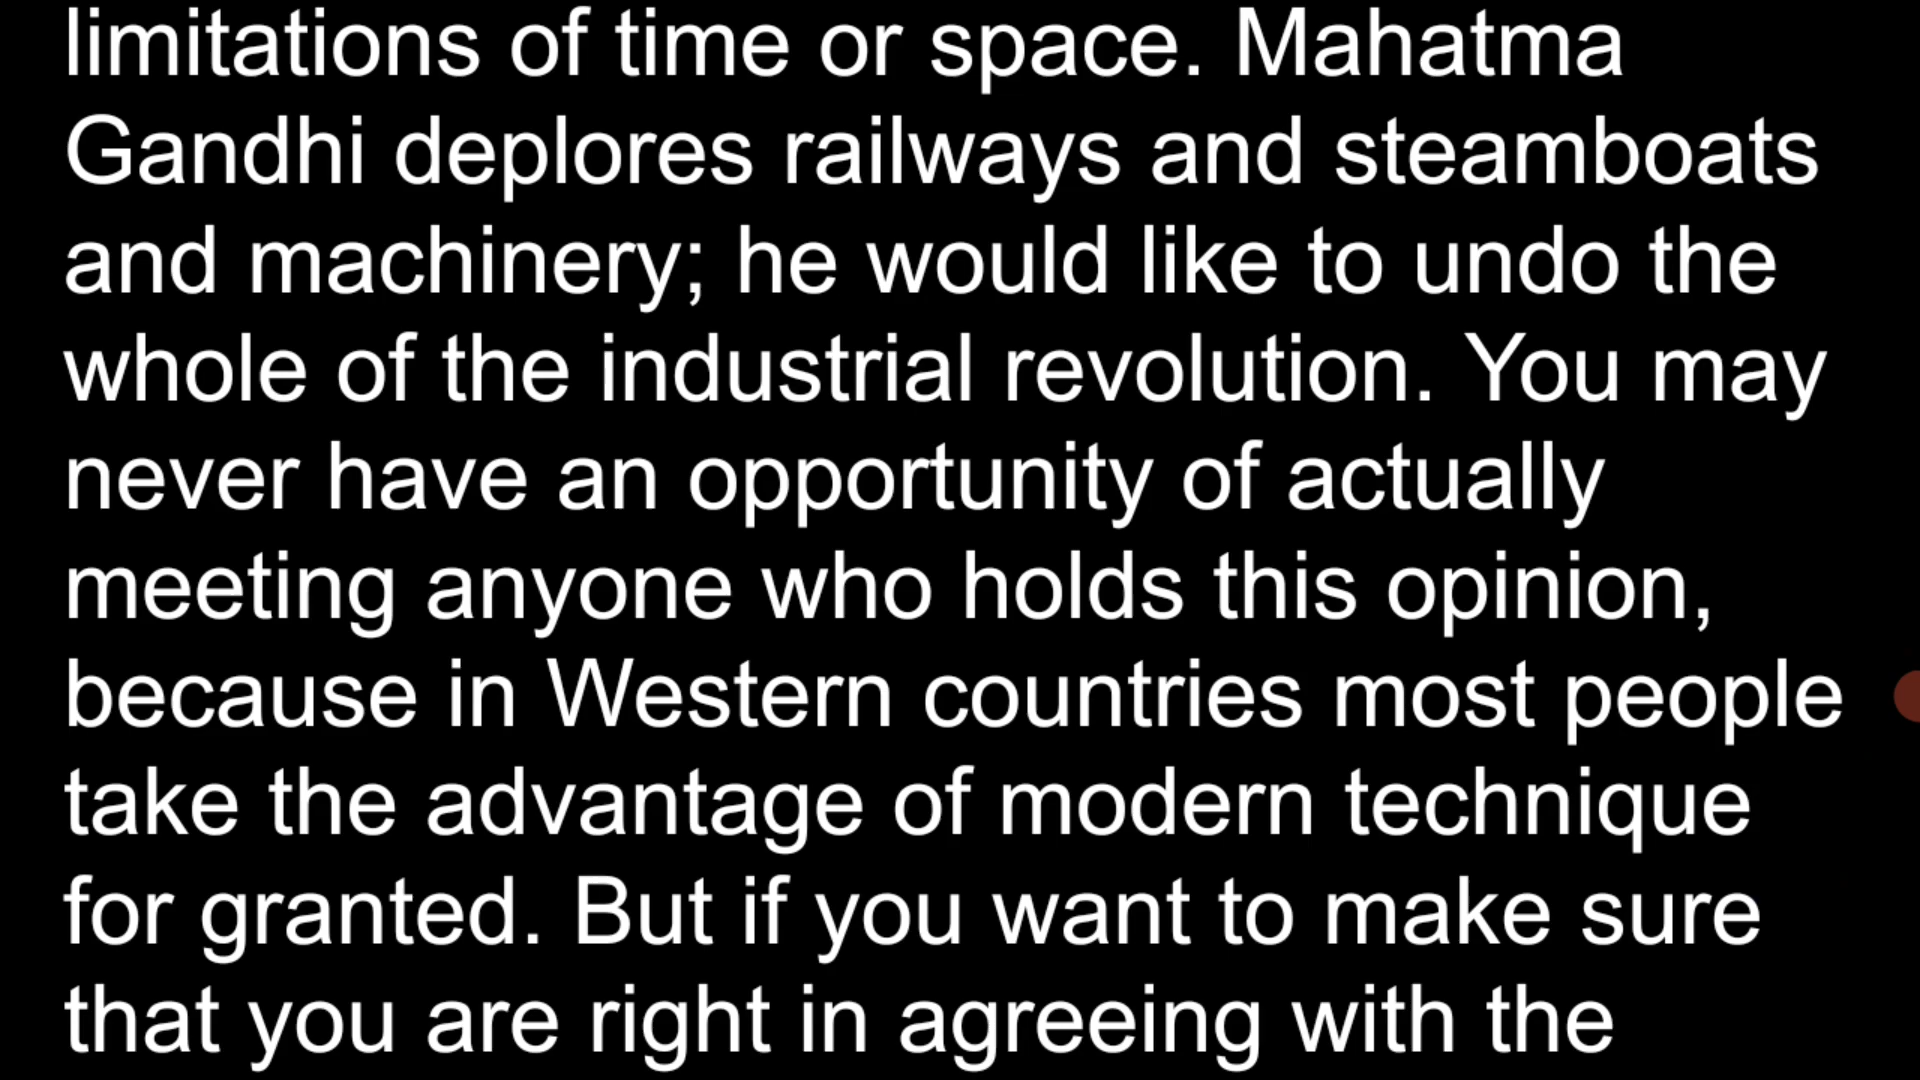 limitations of time or space. Mahatma
Gandhi deplores railways and steamboats
and machinery; he would like to undo the
whole of the industrial revolution. You may
never have an opportunity of actually
meeting anyone who holds this opinion,
because in Western countries most people
take the advantage of modern technique
for granted. But if you want to make sure
that you are right in agreeing with the